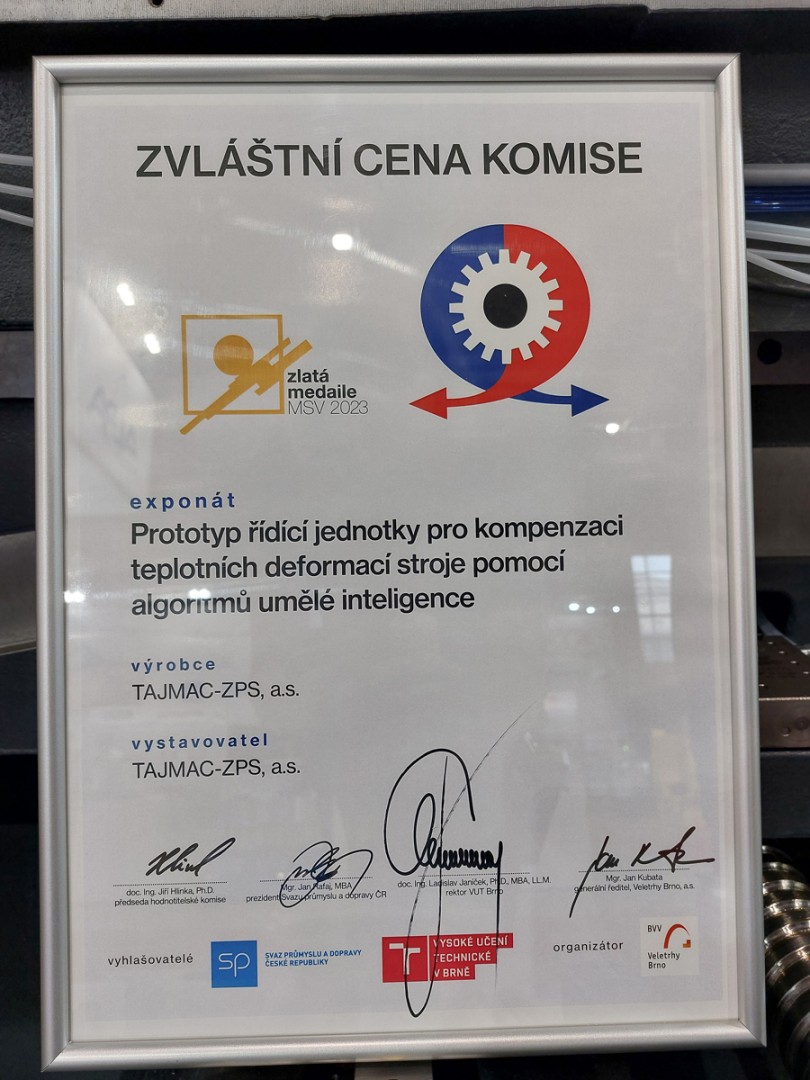 ZVLÁŠTNÍ CENA KOMISE
zlatá
medaile
MSV 2023
exponát
Prototyp řídící jednotky pro kompenzaci
teplotních deformací stroje pomocí
algoritmů umělé inteligence
výrobce
TAJMAC-ZPS, a.s.
vystavovatel
TAJMAC-ZPS, a.s.
doc. Ing. Jiří Hlinka, Ph.D.
předseda hodnotitelské komise
Mgr. Jan Rafaj, MBA
prezident Svazu průmyslu a dopravy ČR
doc. Ing. Ladislav Janíček, PhD., MBA, LL.M.
rektor VUT Brno
Mgr. Jan Kubata
generální ředitel, Veletrhy Brno, a.s.
vyhlašovatelé
sp
SVAZ PRŮMYSLU A DOPRAVY
ČESKÉ REPUBLIKY
VYSOKÉ UČENÍ
TECHNICKÉ
V BRNĚ
organizátor
BVV
Veletrhy
Brno